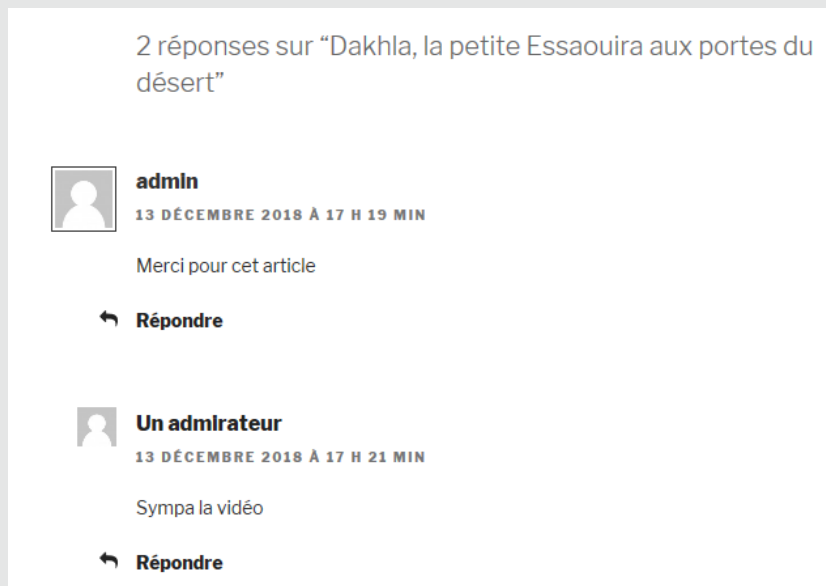 2 réponses sur “Dakhla, la petite Essaouira aux portes du
désert”
admin
13 DÉCEMBRE 2018 À 17 H 19 MIN
Merci pour cet article
Répondre
Un admirateur
13 DÉCEMBRE 2018 À 17 H 21 MIN
Sympa la vidéo
Répondre